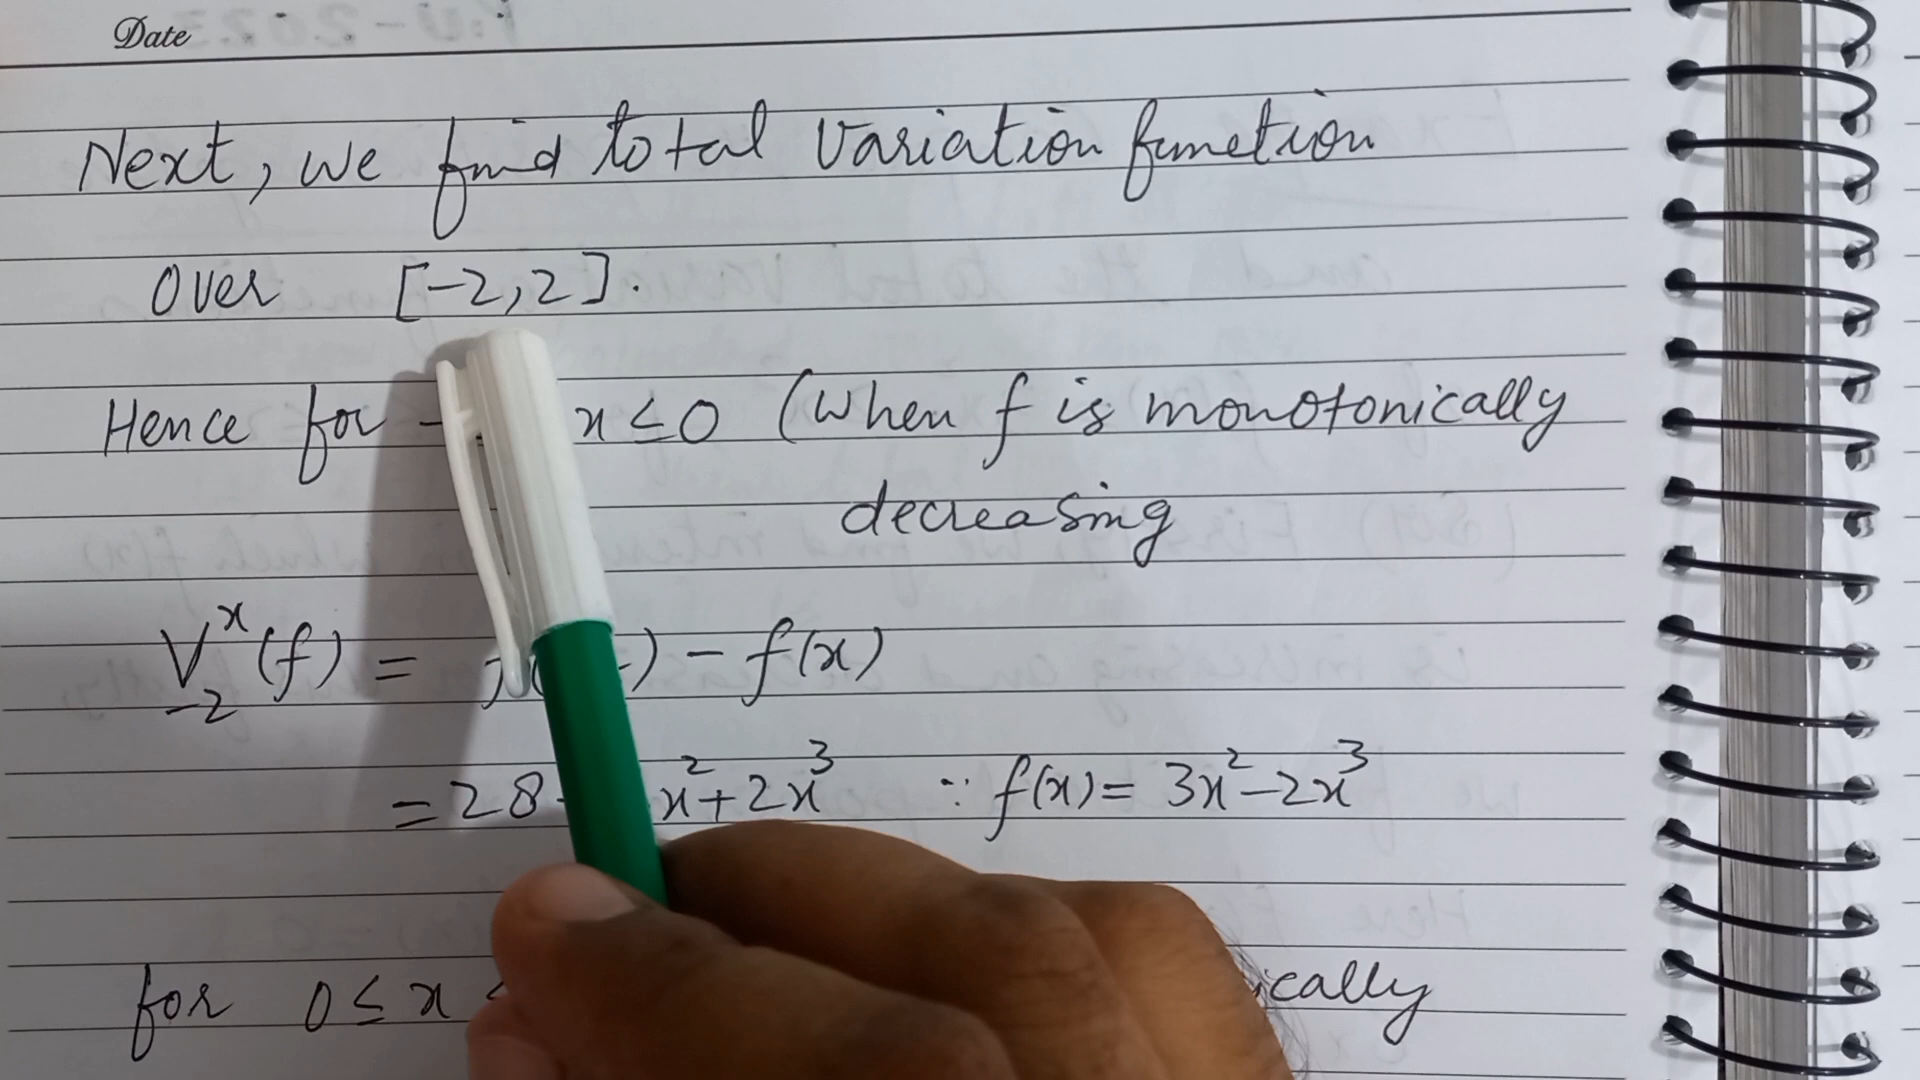 Date
Next, we find total variation function
over [-2,2].
Hence for - x ≤ 0 (when f is monotonically
decreasing
V_{-2}^{x}(f) = ) - f(x)
= 28 x² + 2x³ ∵ f(x) = 3x² - 2x³
for 0 ≤ x ically